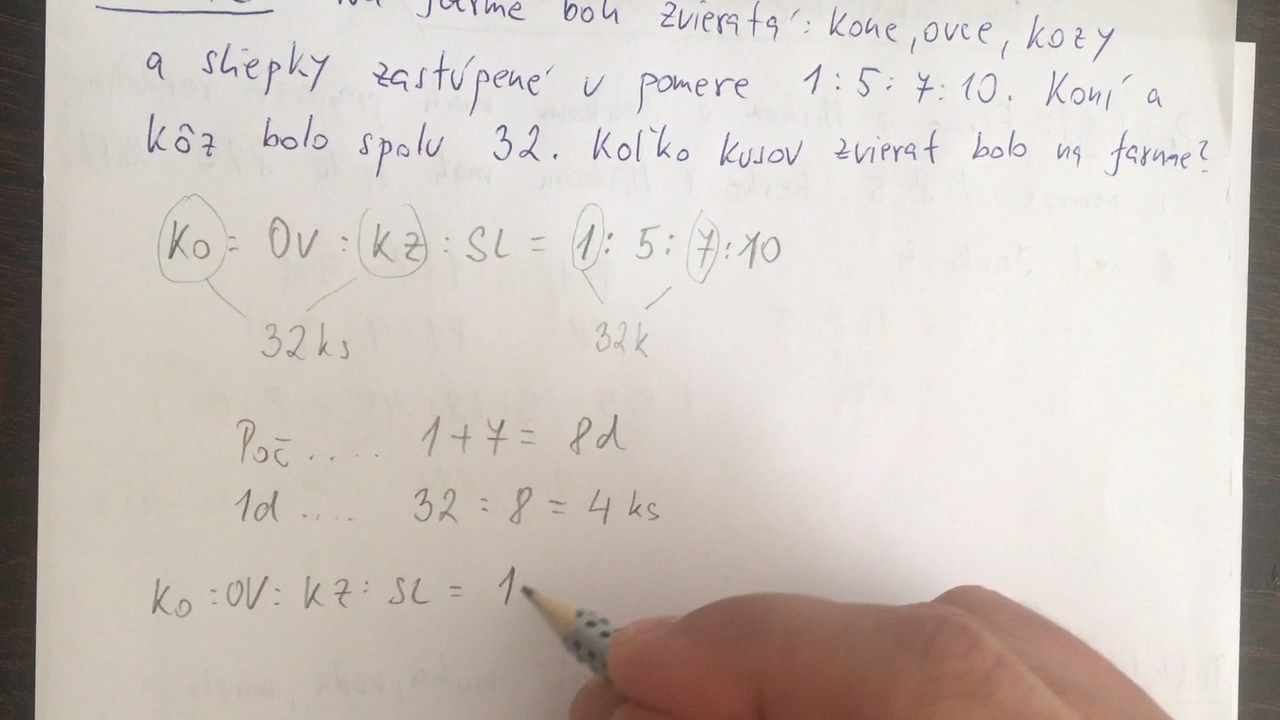 farme boli zvieratá: kone, ovce, kozy
a sliepky zastúpené v pomere 1:5:7:10. Koní a
kôz bolo spolu 32. Koľko kusov zvierat bolo na farme?
Ko : OV : KZ : SL = 1 : 5 : 7 : 10
32 ks 32k
Poč .... 1 + 7 = 8d
1d .... 32 : 8 = 4 ks
Ko : OV : KZ : SL = 1